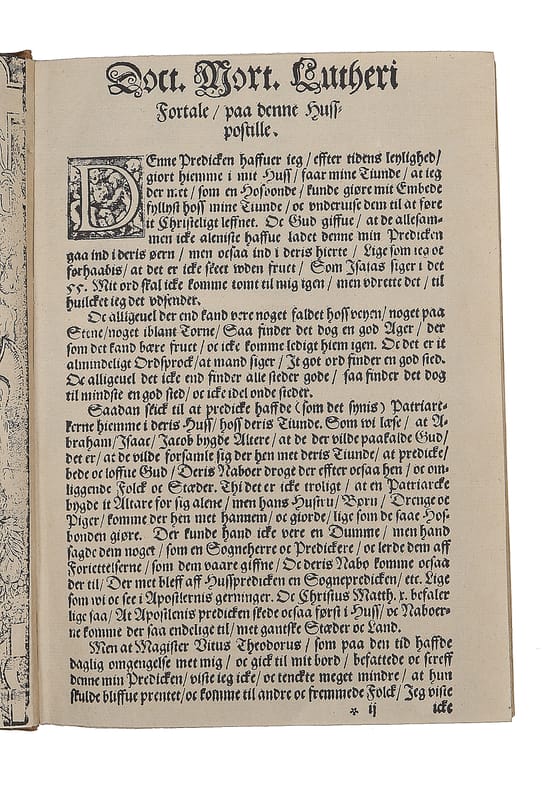 Doct. Mort. Lutheri
Fortale / paa denne Huss-
postille.
DEnne Predicken haffuer ieg / effter tidens leylighed /
giort hiemme i mit Huss / faar mine Tiunde / at ieg
der met / som en Hosbonde / kunde giøre mit Embede
fyllyst hoss mine Tiunde / oc vnderuise dem til at føre
it Christeligt leffnet. Oc Gud giffue / at de allesam-
men icke aleniste haffue ladet denne min Predicken
gaa ind i deris øern / men ocsaa ind i deris hierte / Lige som ieg oc
forhaabis / at det er icke skeet vden fruct / Som Isaias siger i det
55. Mit ord skal icke komme tomt til mig igen / men vdrette det / til
huilcket ieg det vdsender.
Oc alligeuel der end kand være noget faldet hoss veyen / noget paa
Stene / noget iblant Torne / Saa finder det dog en god Ager / der
som det kand bære fruct / oc icke komme ledigt hiem igen. Oc det er it
almindelig Ordsprock / at mand siger / It got ord finder en god sted.
Oc alligeuel det icke end finder alle steder gode / saa finder det dog
til mindste en god sted / oc icke idel onde steder.
Saadan skick til at predicke haffde (som det synis) Patriarc-
kerne hiemme i deris Huss / hoss deris Tiunde. Som wi læse / at A-
braham / Isaac / Jacob bygde Altere / at de der vilde paakalde Gud /
det er / at de vilde forsamle sig der hen met deris Tiunde / at predicke /
bede oc loffue Gud / Deris Naboer droge der effter ocsaa hen / oc om-
liggende Folck oc Stæder. Thi det er icke troligt / at en Patriarcke
bygde it Altare for sig alene / men hans Hustru / Børn / Drenge oc
Piger / komme der hen met hannem / oc giorde / lige som de saae Hos-
bonden giøre. Der kunde hand icke vere en Dumme / men hand
sagde dem noget / som en Sogneherre oc Predickere / oc lerde dem aff
Foriettelserne / som dem vaare giffne / Oc deris Nabo komme ocsaa
der til / Der met bleff aff Husspredicken en Sognepredicken / etc. Lige
som wi oc see i Apostlernis gerninger. Oc Christus Matth. x. befaler
lige saa / At Apostlenis predicken skede ocsaa først i Huss / oc Naboer-
ne komme der saa endelige til / met gantske Stæder oc Land.
Men at Magister Vitus Theodorus / som paa den tid haffde
daglig omgengelse met mig / oc gick til mit bord / befattede oc screff
denne min Predicken / viste ieg icke / oc tenckte meget mindre / at hun
skulde bliffue prentet / oc komme til andre oc fremmede Folck / Jeg viste
* ij icke